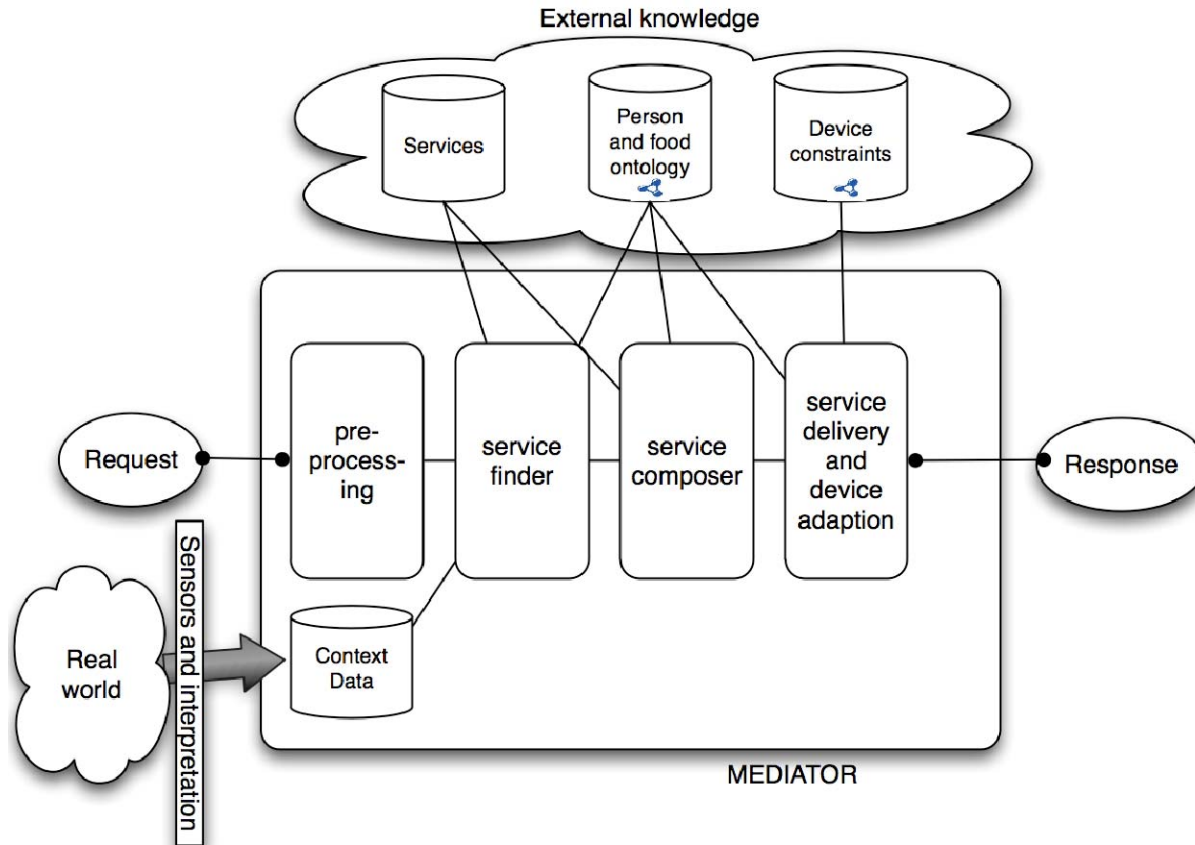 External knowledge
Services
Person
and food
ontology
Device
constraints
Request
pre-
process-
ing
service
finder
service
composer
service
delivery
and
device
adaption
Response
Sensors and interpretation
Real
world
Context
Data
MEDIATOR